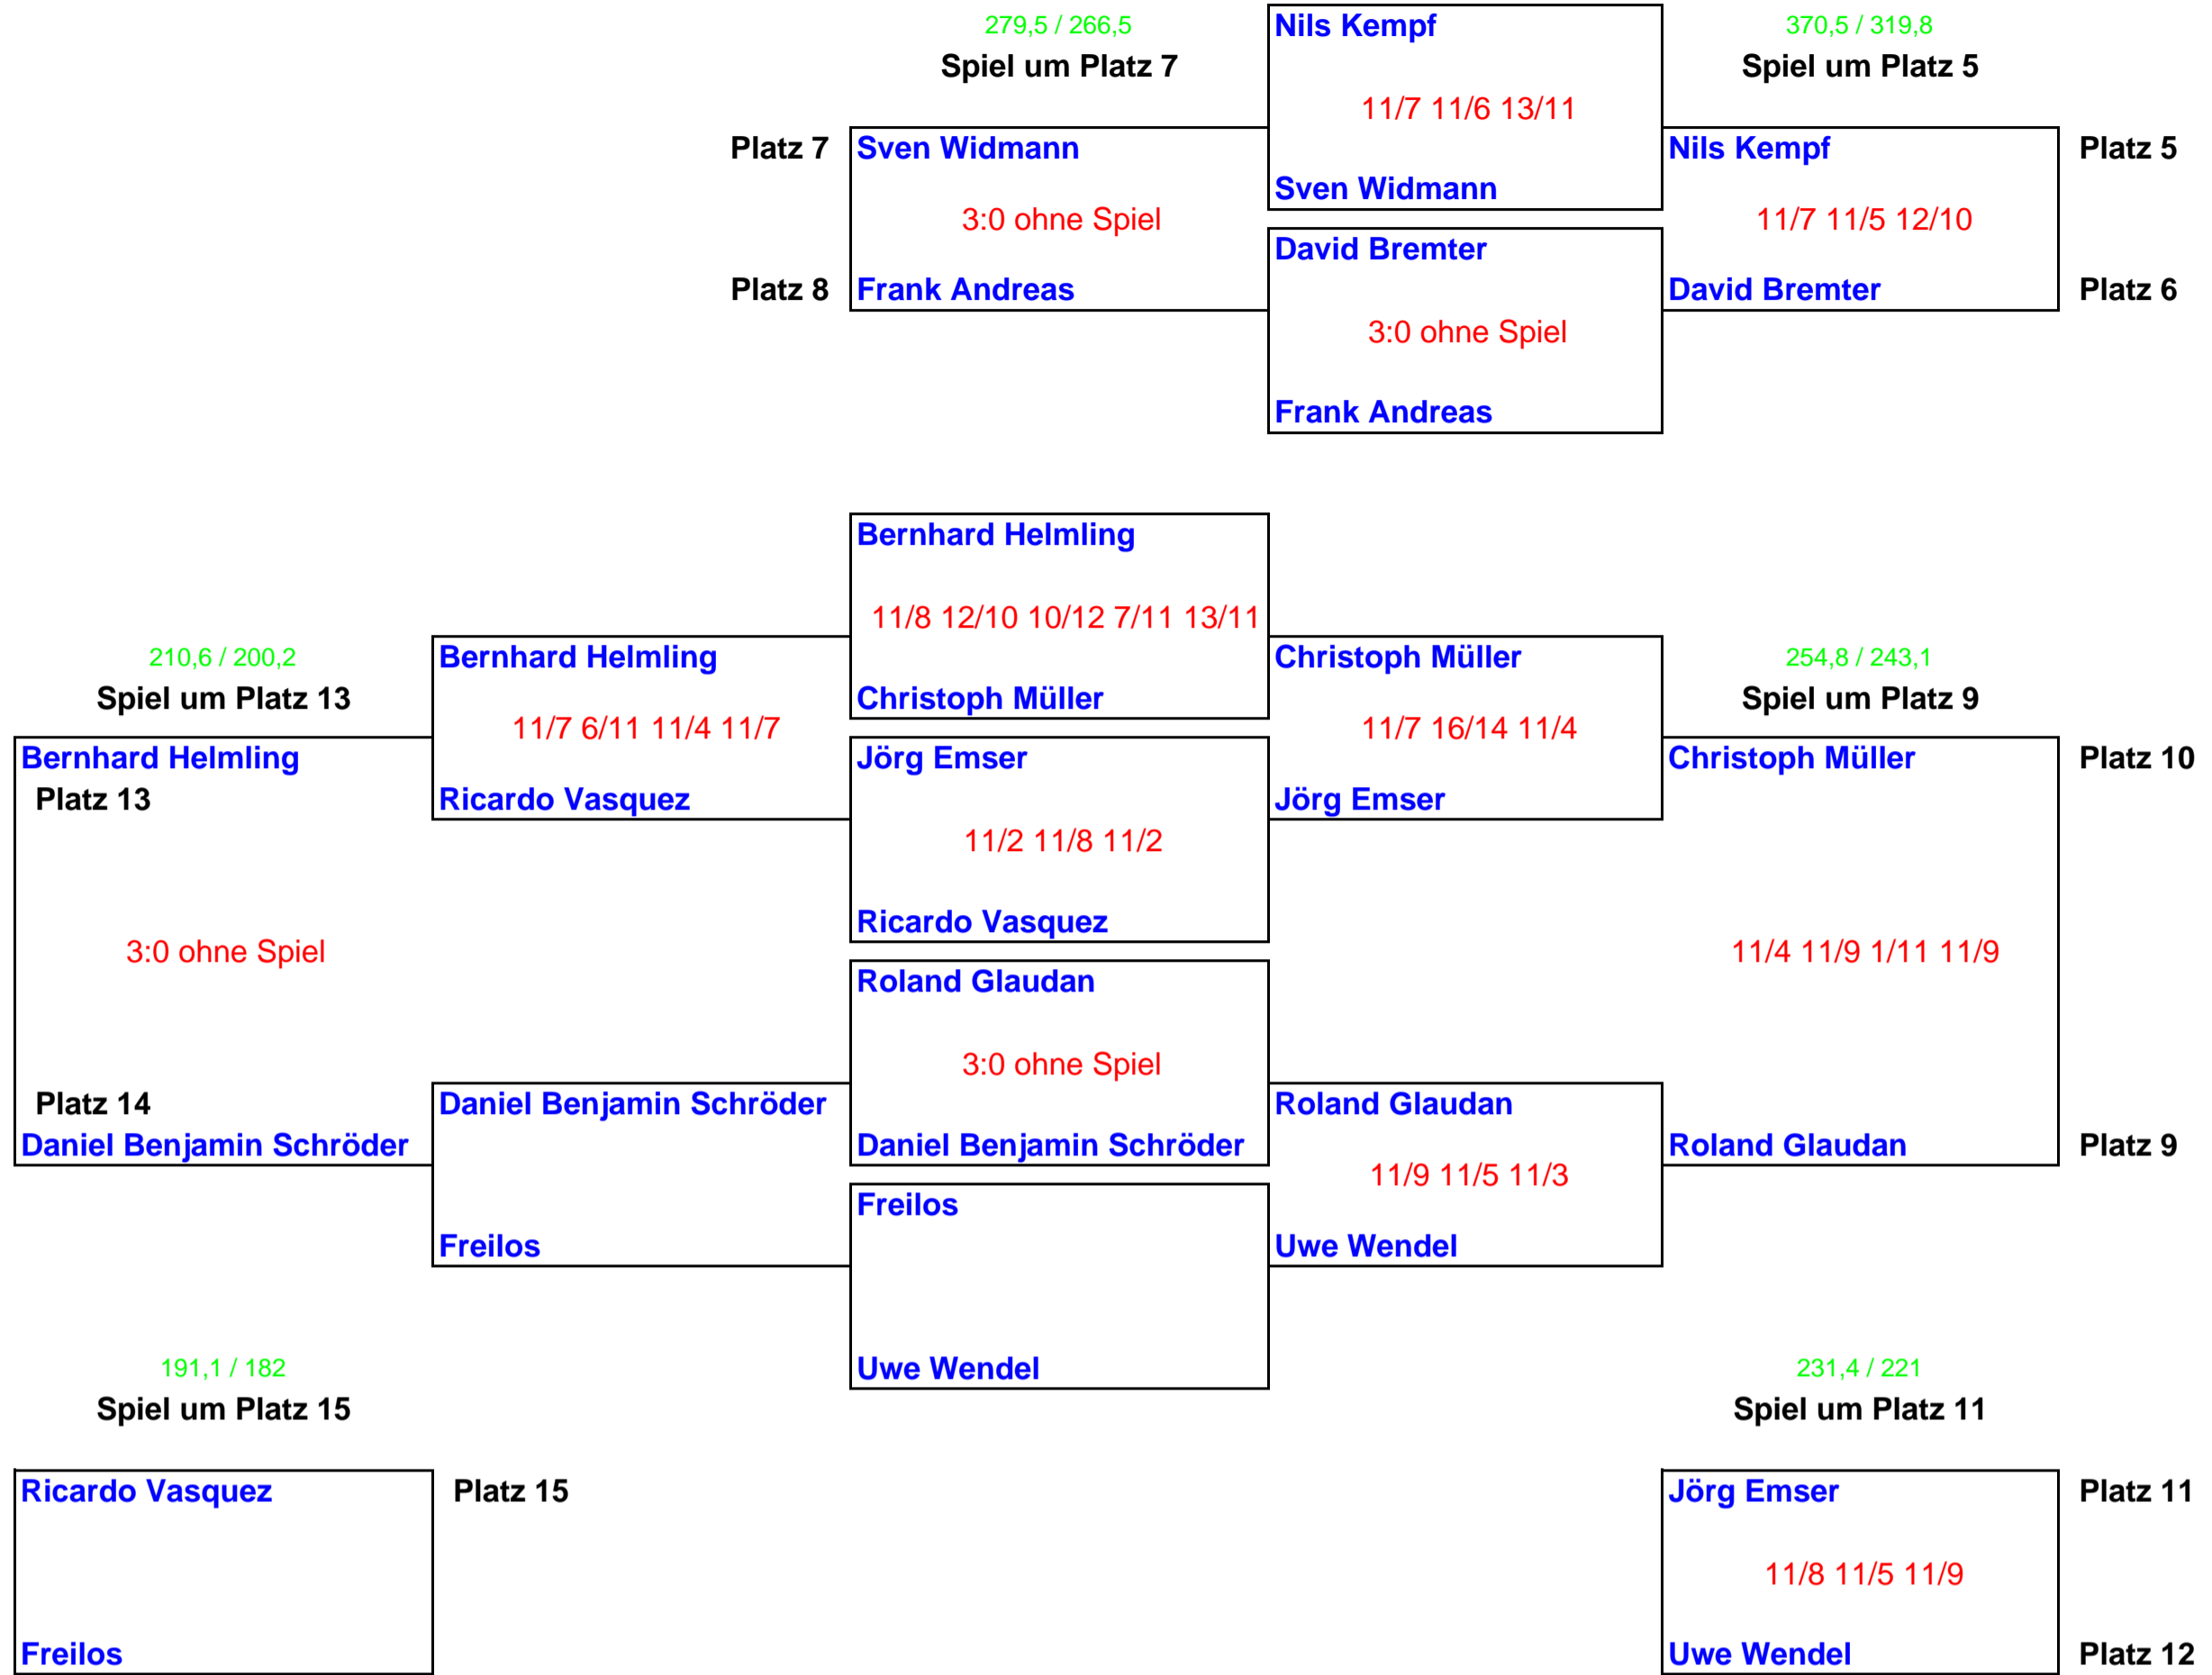 279,5 / 266,5
Nils Kempf
370,5 / 319,8
Spiel um Platz 7
Spiel um Platz 5
11/7 11/6 13/11
Platz 7
Sven Widmann
Nils Kempf
Platz 5
Sven Widmann
3:0 ohne Spiel
11/7 11/5 12/10
David Bremter
Platz 8
Frank Andreas
David Bremter
Platz 6
3:0 ohne Spiel
Frank Andreas
Bernhard Helmling
11/8 12/10 10/12 7/11 13/11
210,6 / 200,2
Bernhard Helmling
Christoph Müller
254,8 / 243,1
Spiel um Platz 13
Christoph Müller
Spiel um Platz 9
11/7 6/11 11/4 11/7
11/7 16/14 11/4
Bernhard Helmling
Jörg Emser
Christoph Müller
Platz 10
Platz 13
Ricardo Vasquez
Jörg Emser
11/2 11/8 11/2
Ricardo Vasquez
3:0 ohne Spiel
11/4 11/9 1/11 11/9
Roland Glaudan
3:0 ohne Spiel
Platz 14
Daniel Benjamin Schröder
Roland Glaudan
Daniel Benjamin Schröder
Daniel Benjamin Schröder
Roland Glaudan
Platz 9
11/9 11/5 11/3
Freilos
Freilos
Uwe Wendel
191,1 / 182
Uwe Wendel
231,4 / 221
Spiel um Platz 15
Spiel um Platz 11
Ricardo Vasquez
Platz 15
Jörg Emser
Platz 11
11/8 11/5 11/9
Freilos
Uwe Wendel
Platz 12